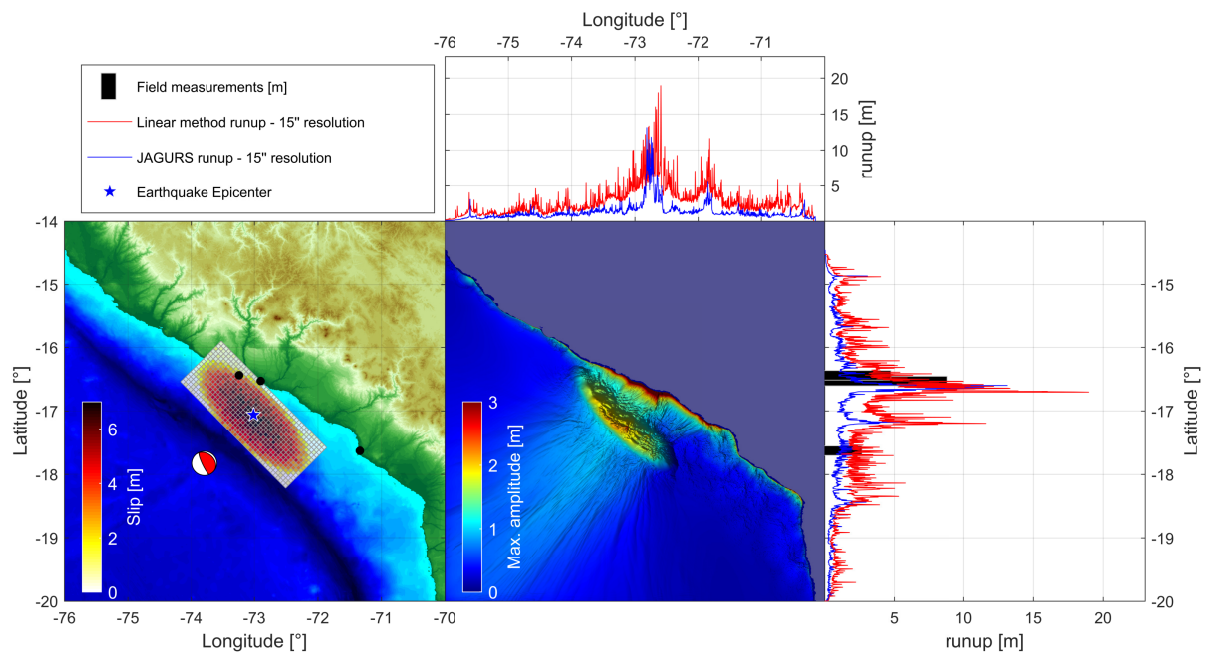 Longitude [°]
-76 -75 -74 -73 -72 -71
20
15
10
5
runup [m]
Field measurements [m]
Linear method runup - 15" resolution
JAGURS runup - 15" resolution
Earthquake Epicenter
-14
-15
-16
-17
-18
-19
-20
Latitude [°]
6
4
2
0
Slip [m]
-76 -75 -74 -73 -72 -71 -70
Longitude [°]
3
2
1
0
Max. amplitude [m]
-15
-16
-17
-18
-19
-20
Latitude [°]
5 10 15 20
runup [m]